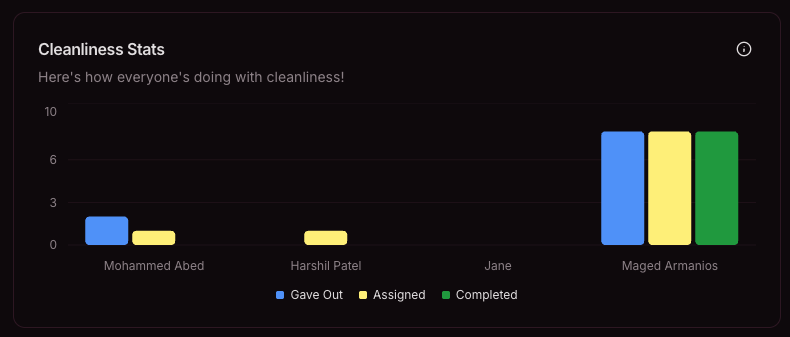 Cleanliness Stats
Here's how everyone's doing with cleanliness!
10
6
3
0
Mohammed Abed Harshil Patel Jane Maged Armanios
Gave Out Assigned Completed